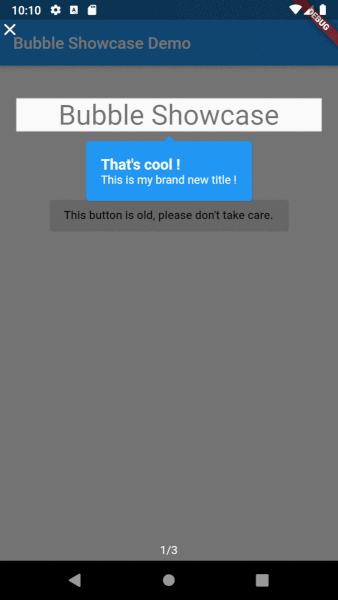 10:10
DEBUG
Bubble Showcase Demo
Bubble Showcase
That's cool !
This is my brand new title !
This button is old, please don't take care.
1/3